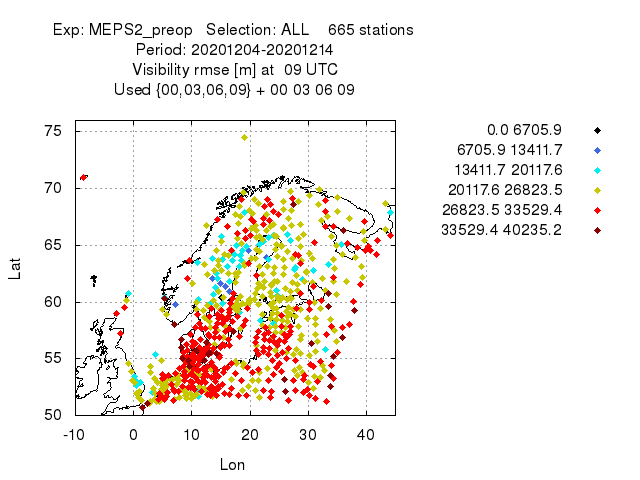 Exp: MEPS2_preop   Selection: ALL    665 stations
Period: 20201204-20201214
Visibility rmse [m] at  09 UTC
Used {00,03,06,09} + 00 03 06 09
0.0 6705.9
6705.9 13411.7
13411.7 20117.6
20117.6 26823.5
26823.5 33529.4
33529.4 40235.2
75
70
65
60
55
50
Lat
-10 0 10 20 30 40
Lon